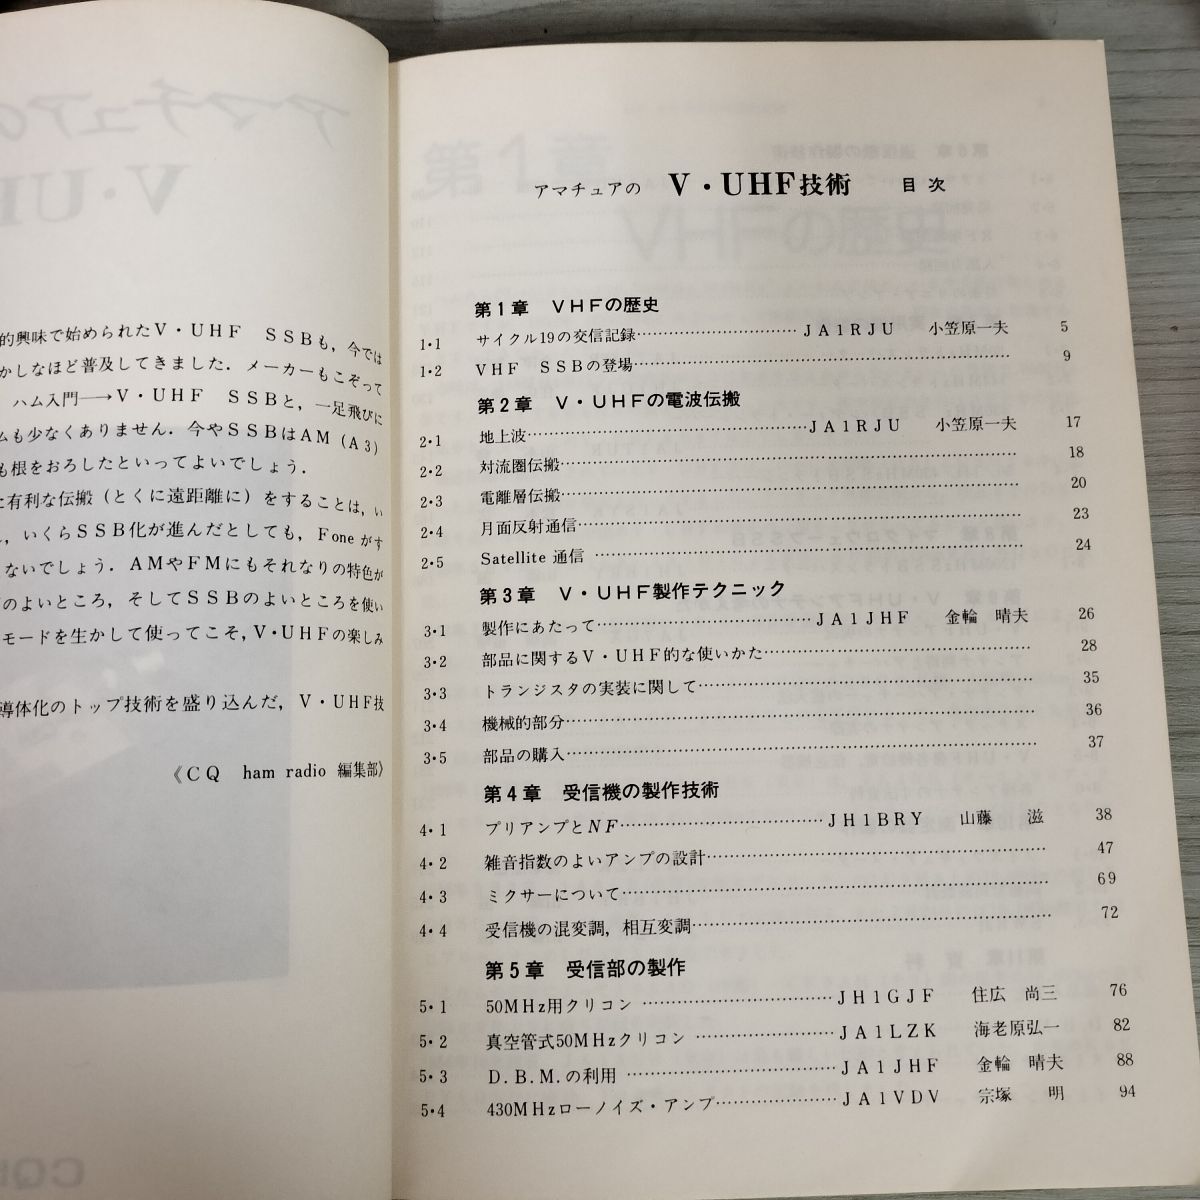 的興味で始められたV・UHF SSBも，今では
かしなほど普及してきました．メーカーもこぞって
ハム入門─→V・UHF SSBと，一足飛びに
ムも少なくありません．今やSSBはAM（A3）
も根をおろしたといってよいでしょう．
に有利な伝搬（とくに遠距離に）をすることは，い
，いくらSSB化が進んだとしても，Foneがす
ないでしょう．AMやFMにもそれなりの特色が
のよいところ，そしてSSBのよいところを使い
モードを生かして使ってこそ，V・UHFの楽しみ
導体化のトップ技術を盛り込んだ，V・UHF技
《CQ ham radio 編集部》
アマチュアの V・UHF技術 目次
第1章 VHFの歴史
1・1 サイクル19の交信記録……………………JA1RJU 小笠原一夫 5
1・2 VHF SSBの登場…………………………………………… 9
第2章 V・UHFの電波伝搬
2・1 地上波……………………………………JA1RJU 小笠原一夫 17
2・2 対流圏伝搬…………………………………………………… 18
2・3 電離層伝搬…………………………………………………… 20
2・4 月面反射通信………………………………………………… 23
2・5 Satellite 通信 ……………………………………………… 24
第3章 V・UHF製作テクニック
3・1 製作にあたって……………………………JA1JHF 金輪 晴夫 26
3・2 部品に関するV・UHF的な使いかた……………………………… 28
3・3 トランジスタの実装に関して……………………………………… 35
3・4 機械的部分…………………………………………………… 36
3・5 部品の購入…………………………………………………… 37
第4章 受信機の製作技術
4・1 プリアンプとNF…………………………JH1BRY 山藤 滋 38
4・2 雑音指数のよいアンプの設計……………………………………… 47
4・3 ミクサーについて……………………………………………… 69
4・4 受信機の混変調，相互変調………………………………………… 72
第5章 受信部の製作
5・1 50MHz用クリコン …………………………JH1GJF 住広 尚三 76
5・2 真空管式50MHzクリコン …………………JA1LZK 海老原弘一 82
5・3 D.B.M.の利用 ……………………………JA1JHF 金輪 晴夫 88
5・4 430MHzローノイズ・アンプ………………JA1VDV 宗塚 明 94